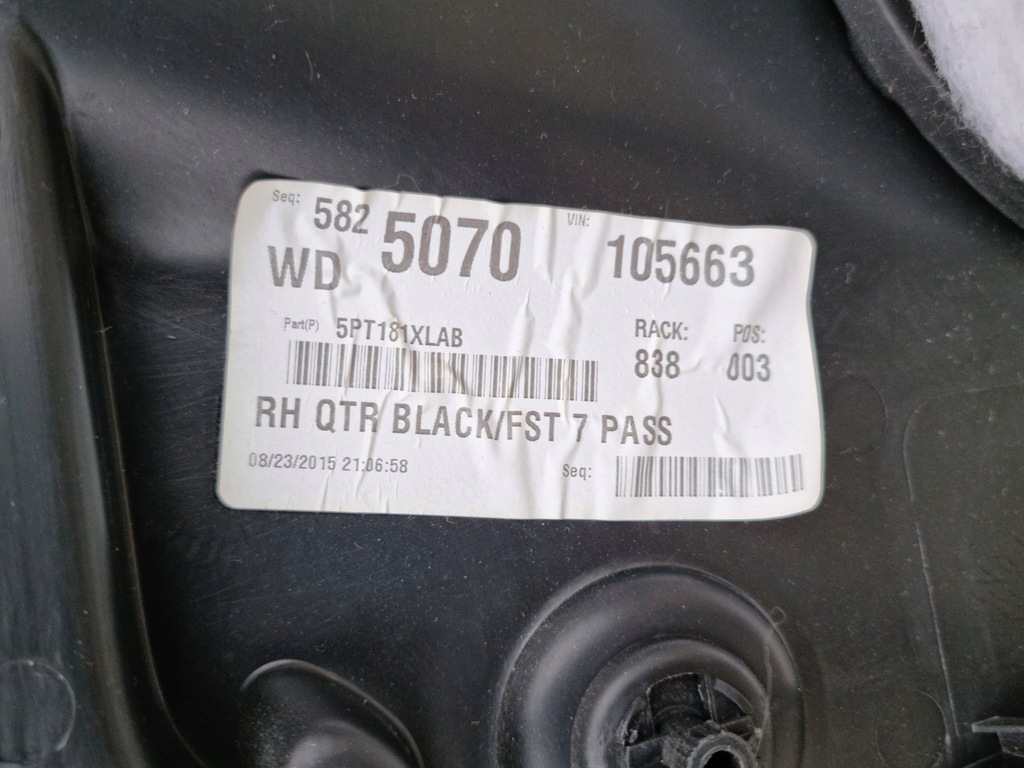 Seq: 582 5070 VIN: 105663
WD
Part(P) 5PT181XLAB RACK: POS:
838 003
RH QTR BLACK/FST 7 PASS
08/23/2015 21:06:58 Seq: